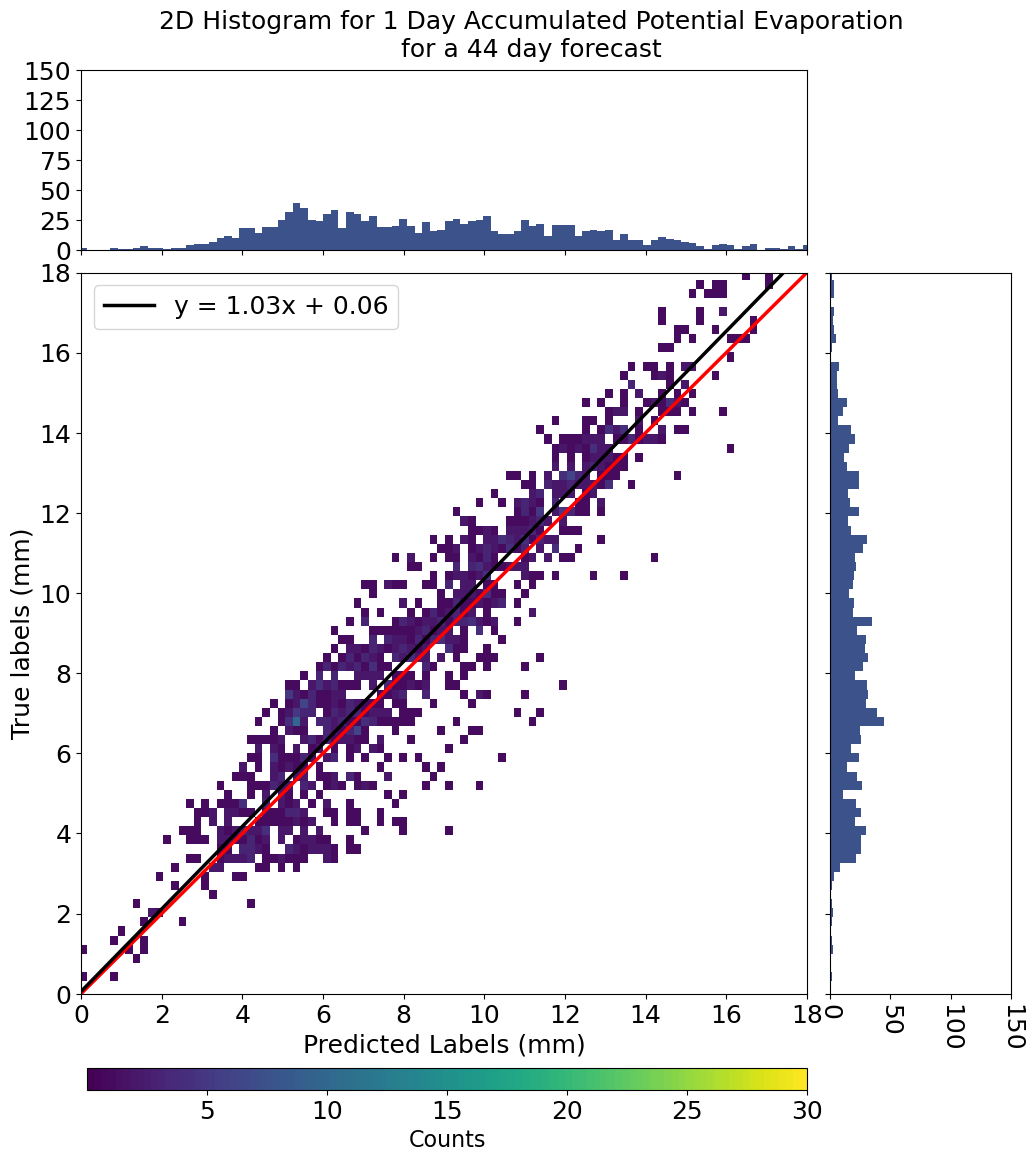 2D Histogram for 1 Day Accumulated Potential Evaporation
for a 44 day forecast
150
125
100
75
50
25
0
18
16
14
12
10
8
6
4
2
0
True labels (mm)
y = 1.03x + 0.06
0 2 4 6 8 10 12 14 16 18
Predicted Labels (mm)
0 50 100 150
5 10 15 20 25 30
Counts